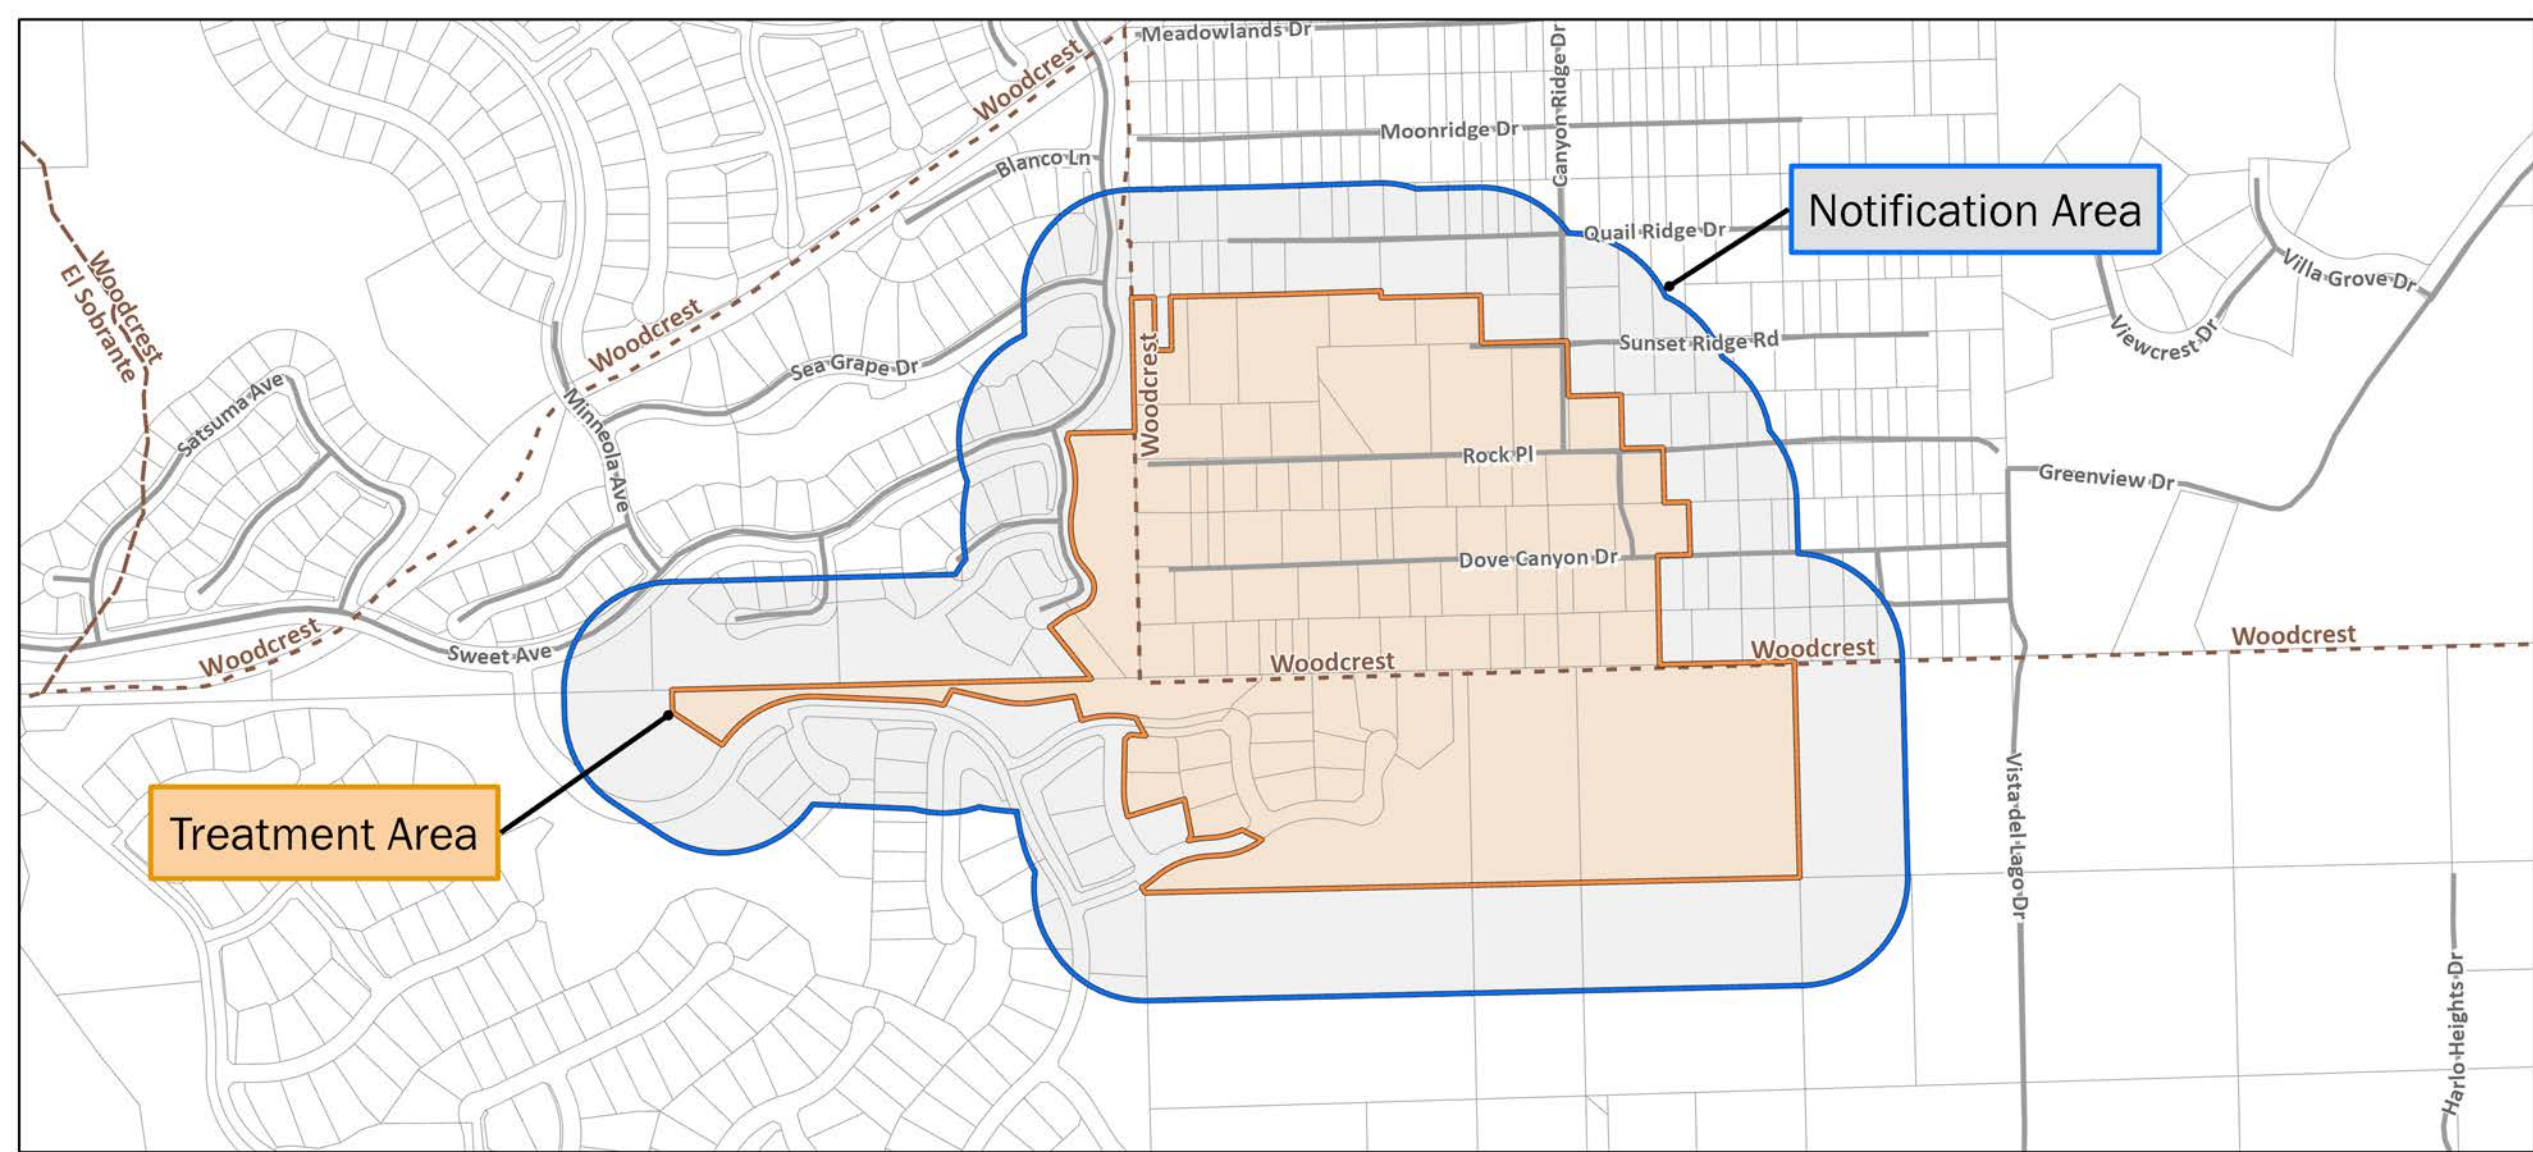 Meadowlands Dr
Canyon Ridge Dr
Woodcrest
Moonridge Dr
Blanco Ln
Notification Area
Quail Ridge Dr
Woodcrest
El Sobrante
Villa Grove Dr
Viewcrest Dr
Woodcrest
Sunset Ridge Rd
Woodcrest
Sea Grape Dr
Satsuma Ave
Minneola Ave
Rock Pl
Greenview Dr
Dove Canyon Dr
Woodcrest
Sweet Ave
Woodcrest
Woodcrest
Woodcrest
Treatment Area
Vista del Lago Dr
Harlo Heights Dr